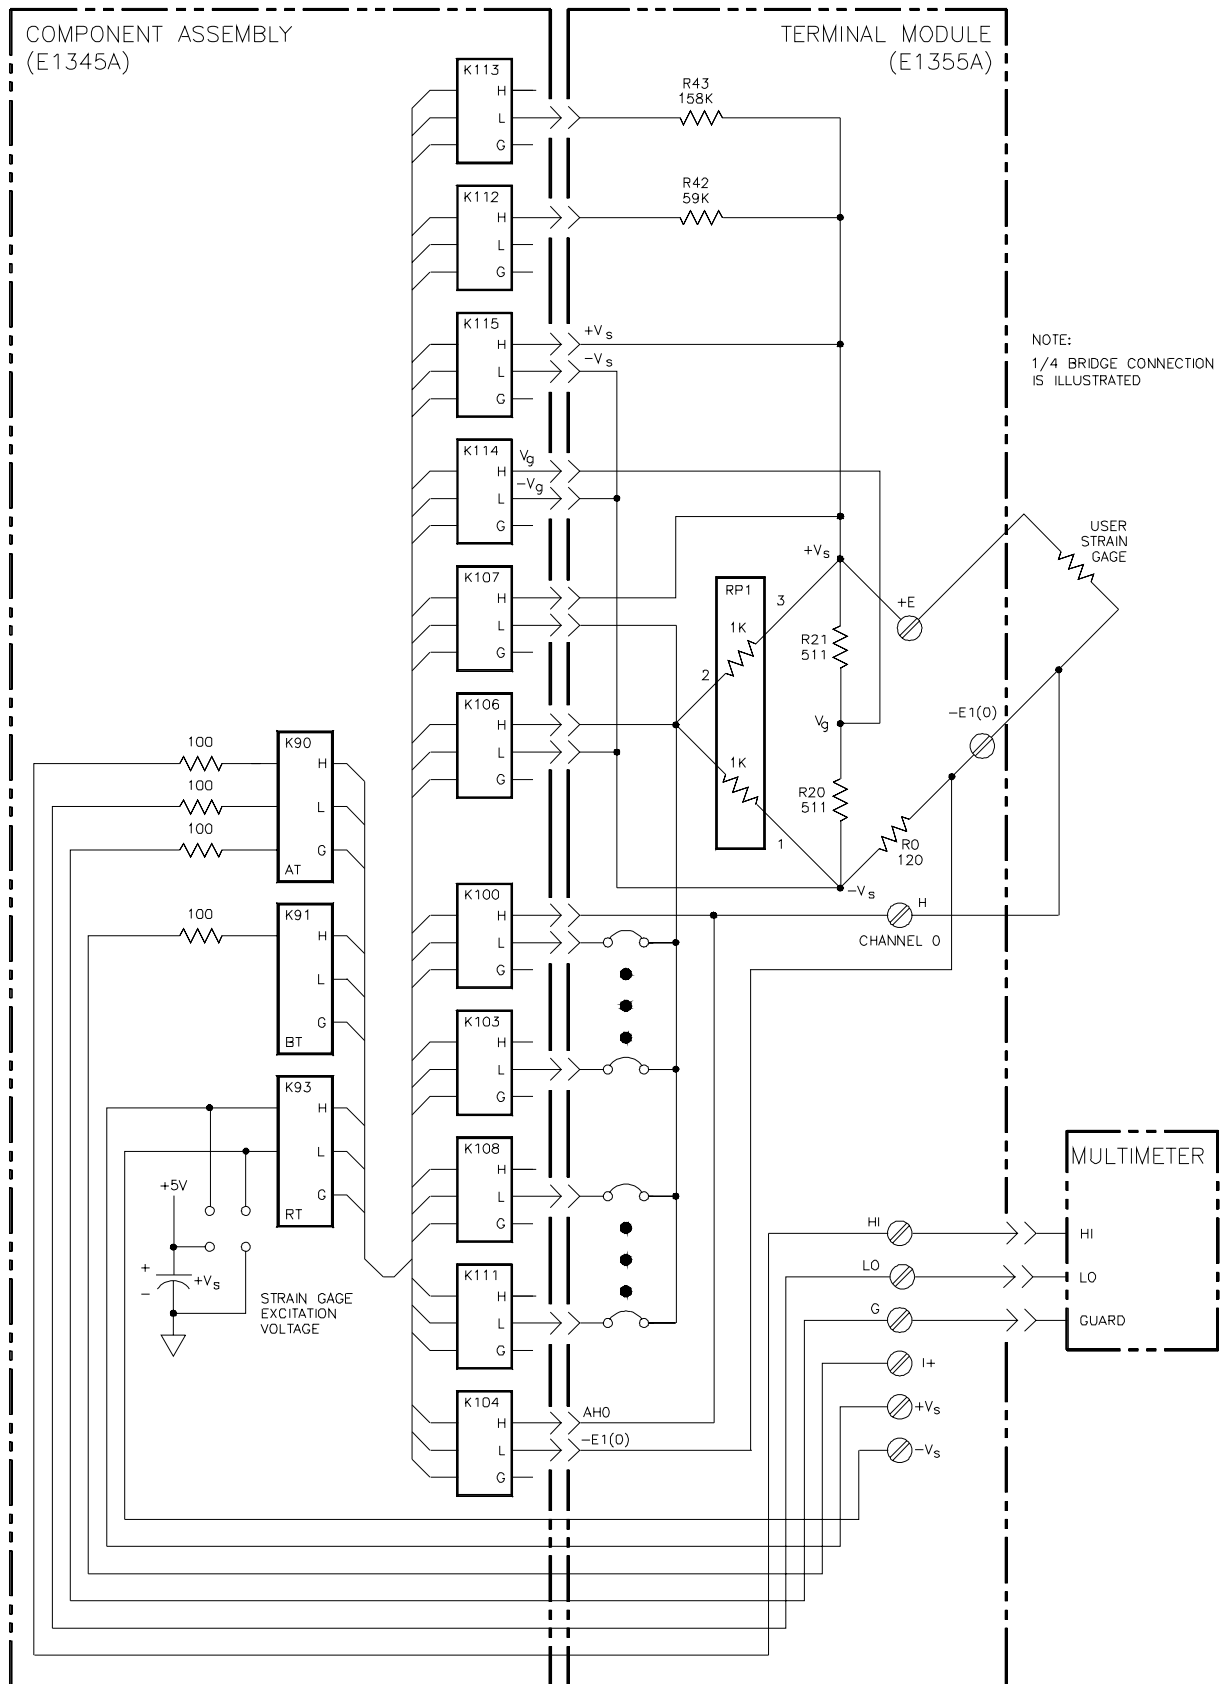 COMPONENT ASSEMBLY
(E1345A)
TERMINAL MODULE
(E1355A)
K113
H
L
G
R43
158K
K112
H
L
G
R42
59K
K115
H
L
G
+Vs
-Vs
NOTE:
1/4 BRIDGE CONNECTION
IS ILLUSTRATED
K114
H
L
G
Vg
-Vg
K107
H
L
G
+Vs
RP1
3
1K
2
1K
1
R21
511
Vg
R20
511
+E
USER
STRAIN
GAGE
-E1(0)
R0
120
-Vs
K106
H
L
G
100
100
100
K90
H
L
G
AT
100
K91
H
L
G
BT
K100
H
L
G
H
CHANNEL 0
K103
H
L
G
K93
H
L
G
RT
+5V
+
-
+Vs
STRAIN GAGE
EXCITATION
VOLTAGE
K108
H
L
G
K111
H
L
G
K104
H
L
G
AH0
-E1(0)
MULTIMETER
HI
HI
LO
LO
G
GUARD
I+
+Vs
-Vs